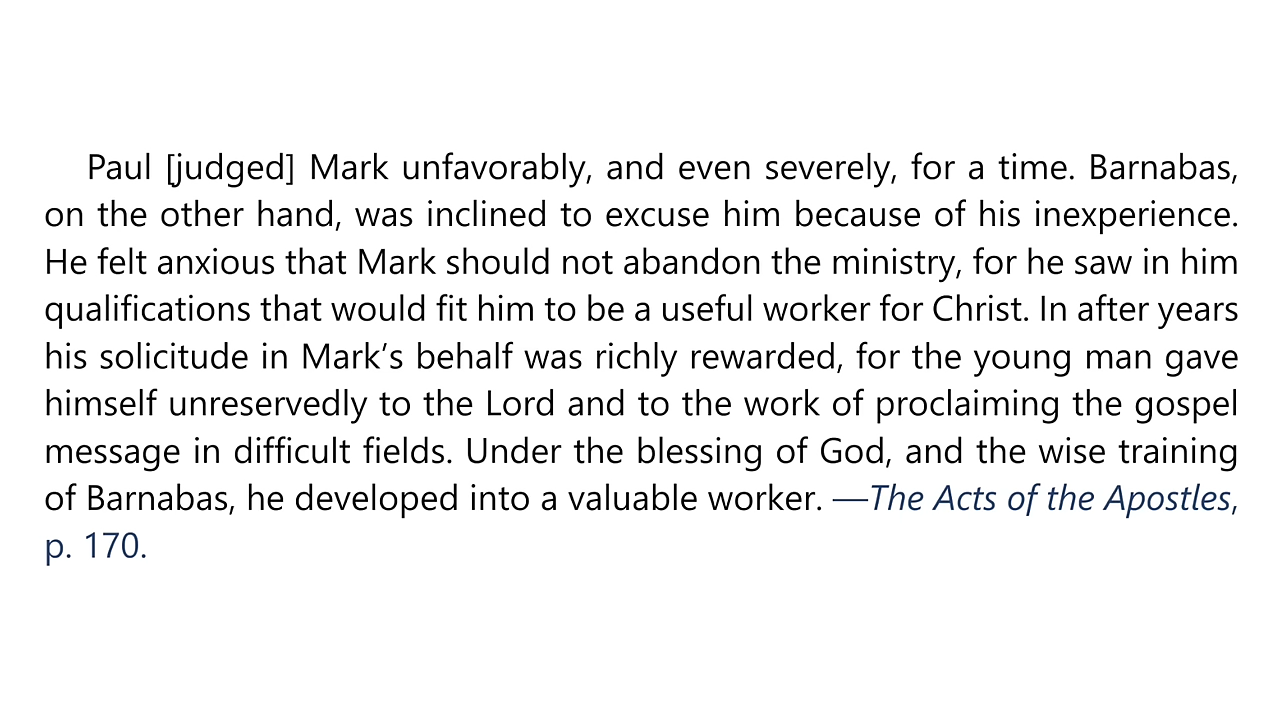 Paul [judged] Mark unfavorably, and even severely, for a time. Barnabas,
on the other hand, was inclined to excuse him because of his inexperience.
He felt anxious that Mark should not abandon the ministry, for he saw in him
qualifications that would fit him to be a useful worker for Christ. In after years
his solicitude in Mark’s behalf was richly rewarded, for the young man gave
himself unreservedly to the Lord and to the work of proclaiming the gospel
message in difficult fields. Under the blessing of God, and the wise training
of Barnabas, he developed into a valuable worker. —The Acts of the Apostles,
p. 170.